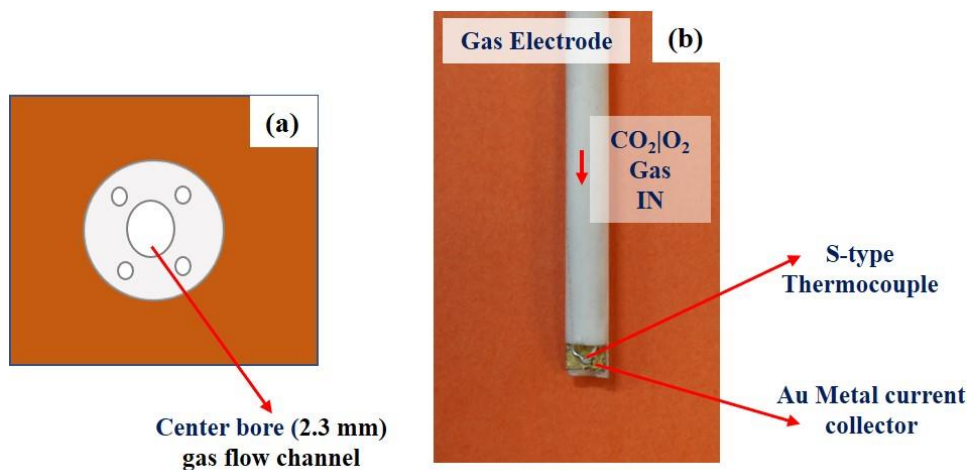 (a)
Center bore (2.3 mm)
gas flow channel
Gas Electrode
(b)
CO₂|O₂
Gas
IN
S-type
Thermocouple
Au Metal current
collector